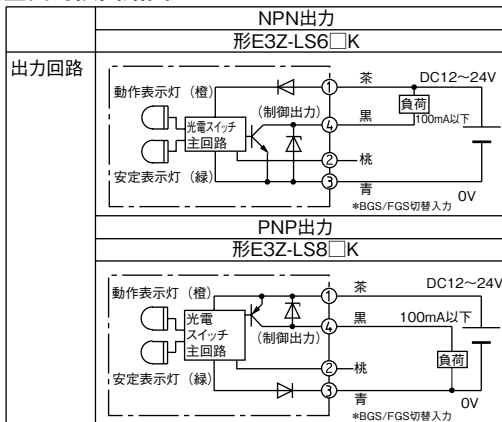 NPN出力
形E3Z-LS6□K
出力回路
動作表示灯（橙）
光電スイッチ
主回路
安定表示灯（緑）
（制御出力）
① 茶 DC12～24V
④ 黒
負荷
100mA以下
② 桃
③ 青 0V
*BGS/FGS切替入力
PNP出力
形E3Z-LS8□K
動作表示灯（橙）
光電
スイッチ
主回路
安定表示灯（緑）
（制御出力）
① 茶 DC12～24V
④ 黒 100mA以下
負荷
② 桃
③ 青 0V
*BGS/FGS切替入力